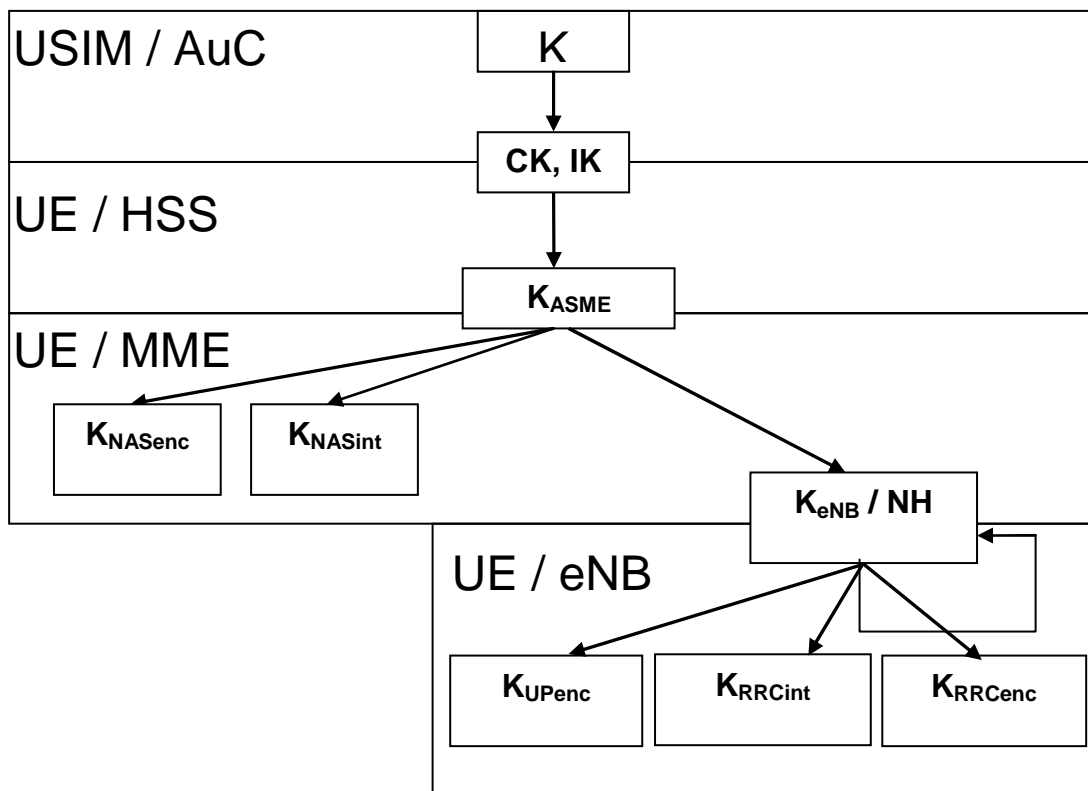 USIM / AuC
K
CK, IK
UE / HSS
KASME
UE / MME
KNASenc
KNASint
KeNB / NH
UE / eNB
KUPenc
KRRCint
KRRCenc